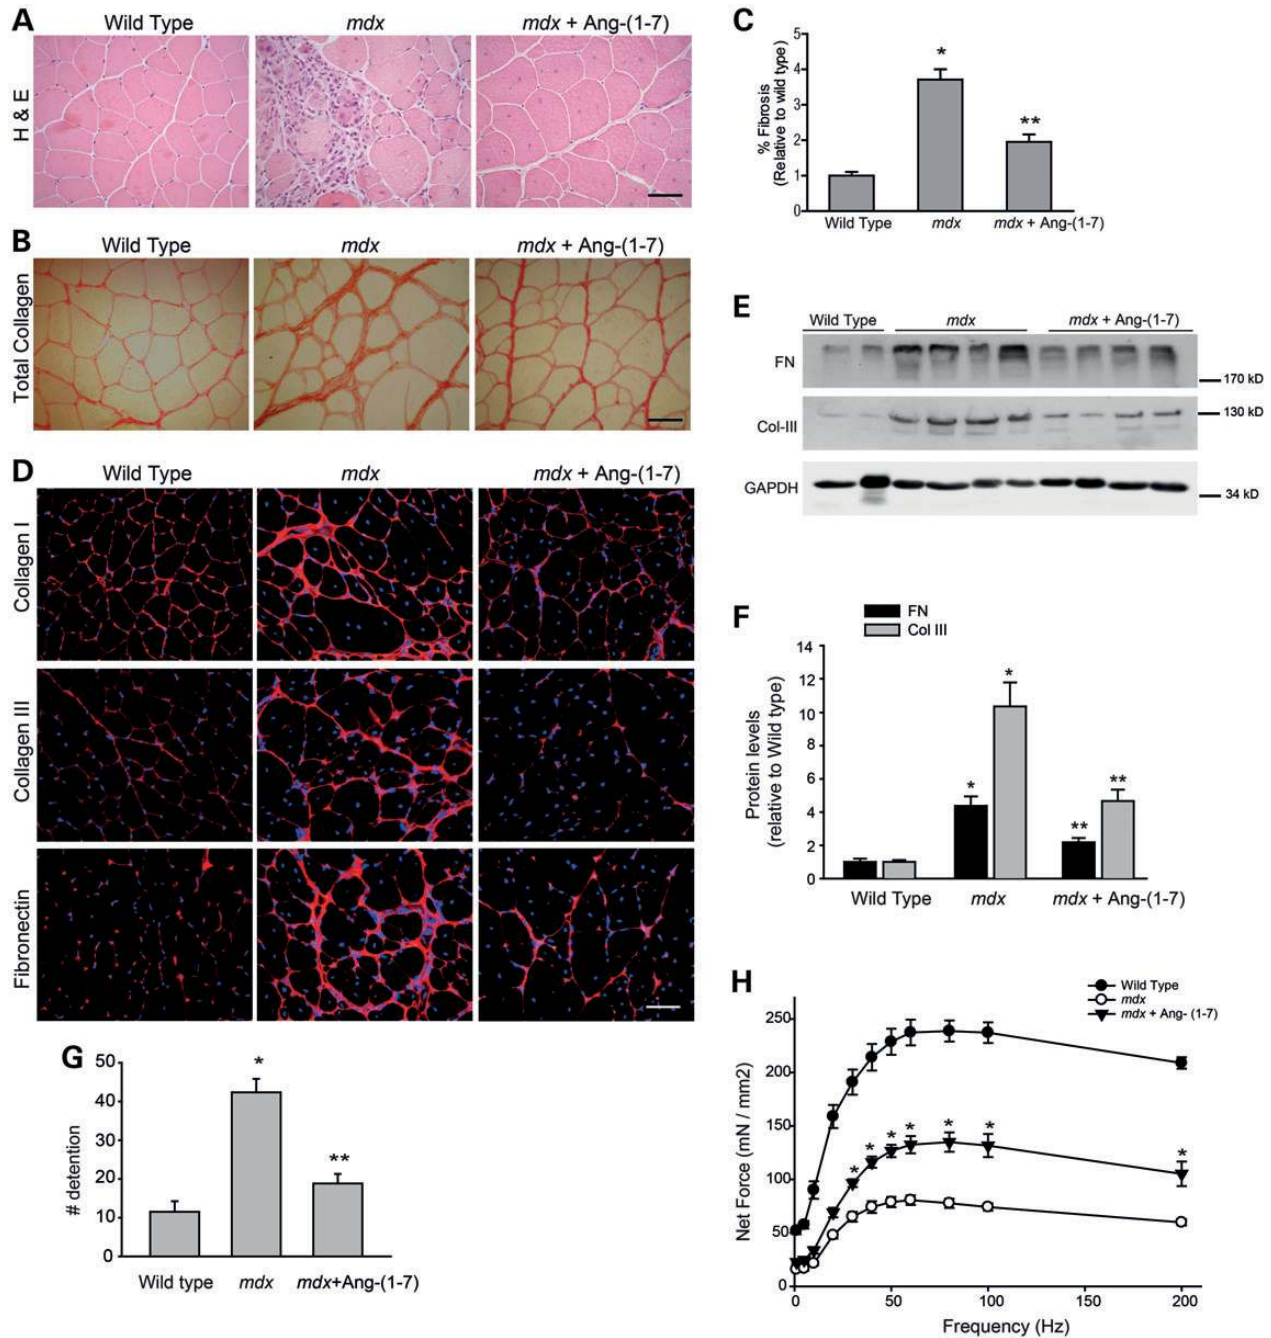 A
Wild Type mdx mdx + Ang-(1-7)
H & E
B
Wild Type mdx mdx + Ang-(1-7)
Total Collagen
C
% Fibrosis
(Relative to wild type)
5
4
3
2
1
0
* **
Wild Type mdx mdx + Ang-(1-7)
D
Wild Type mdx mdx + Ang-(1-7)
Collagen I
Collagen III
Fibronectin
E
Wild Type mdx mdx + Ang-(1-7)
FN
170 kD
Col-III
130 kD
GAPDH
34 kD
F
FN
Col III
Protein levels
(relative to Wild type)
14
12
10
8
6
4
2
0
* * ** **
Wild Type mdx mdx + Ang-(1-7)
G
# detention
50
40
30
20
10
0
* **
Wild type mdx mdx+Ang-(1-7)
H
Wild Type
mdx
mdx + Ang- (1-7)
Net Force (mN / mm2)
250
200
150
100
50
0
* * * * * * *
0 50 100 150 200
Frequency (Hz)